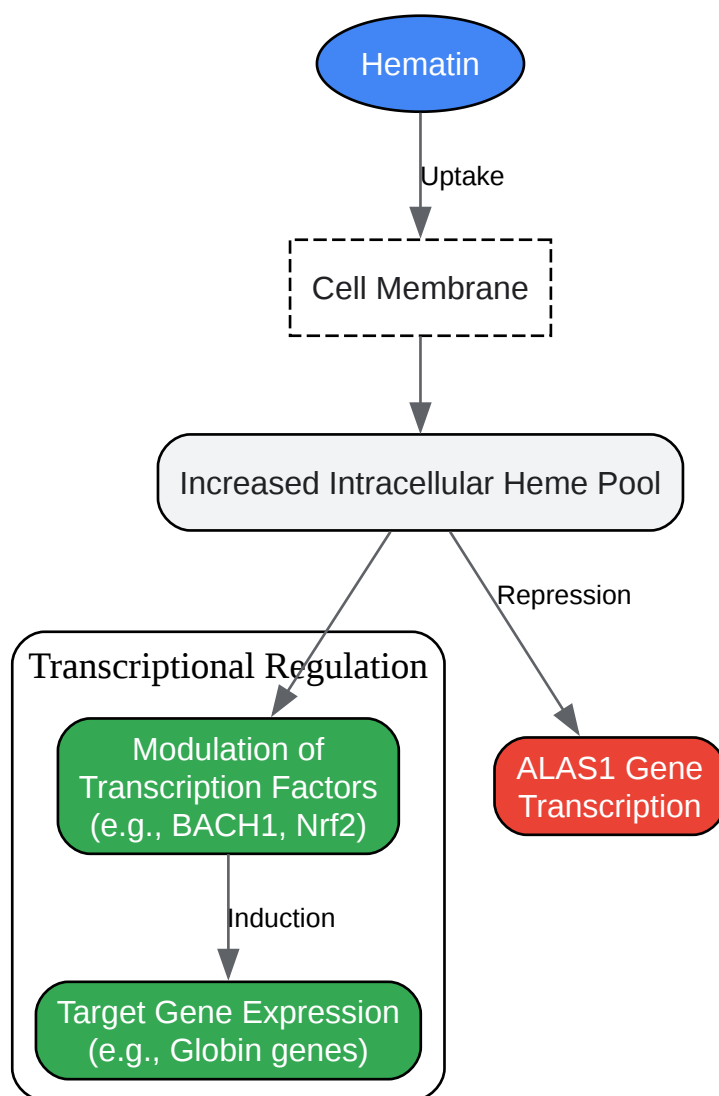 Hematin
Uptake
Cell Membrane
Increased Intracellular Heme Pool
Repression
Transcriptional Regulation
Modulation of
Transcription Factors
(e.g., BACH1, Nrf2)
ALAS1 Gene
Transcription
Induction
Target Gene Expression
(e.g., Globin genes)